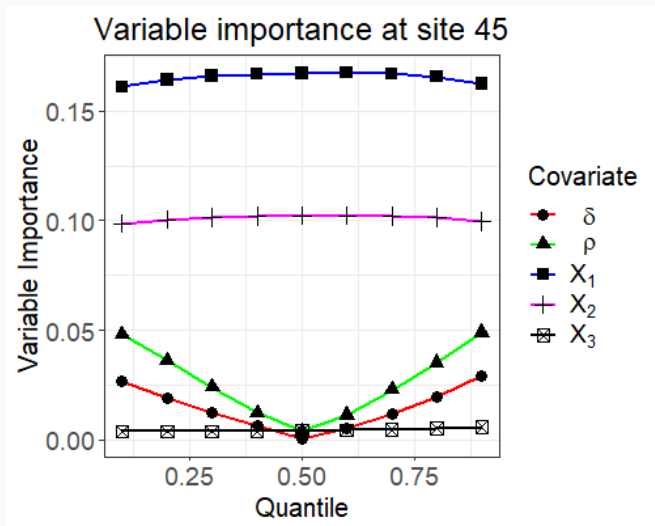 Variable importance at site 45
Variable Importance
0.15
0.10
0.05
0.00
0.25 0.50 0.75
Quantile
Covariate
δ
ρ
X₁
X₂
X₃